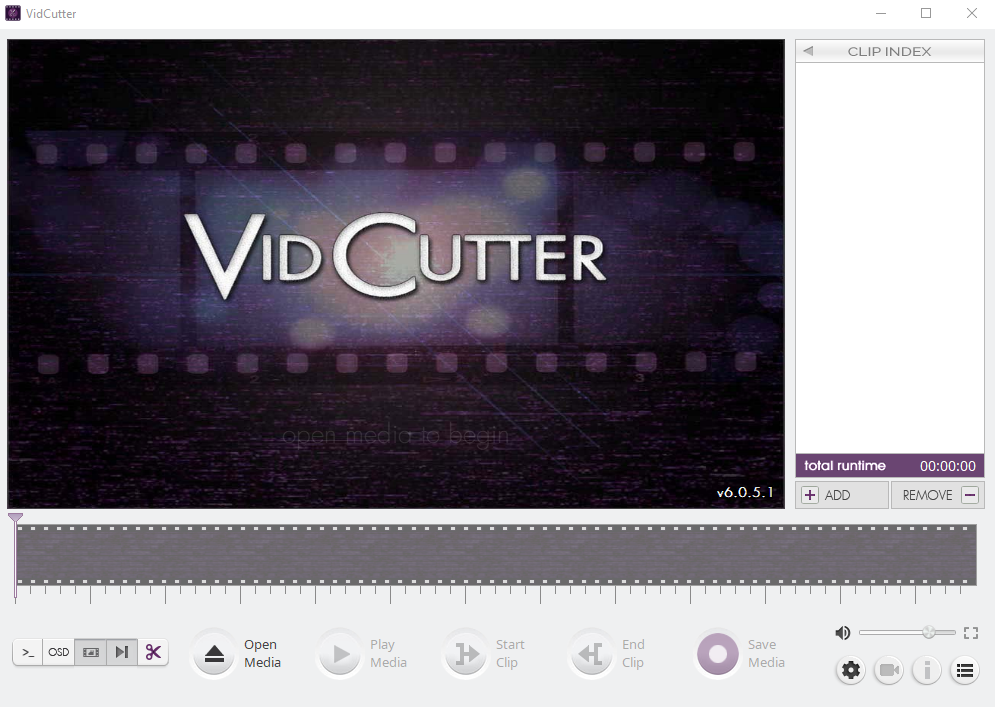 VidCutter
CLIP INDEX
VIDCUTTER
open media to begin
v6.0.5.1
total runtime 00:00:00
ADD
REMOVE
>_
OSD
Open
Media
Play
Media
Start
Clip
End
Clip
Save
Media